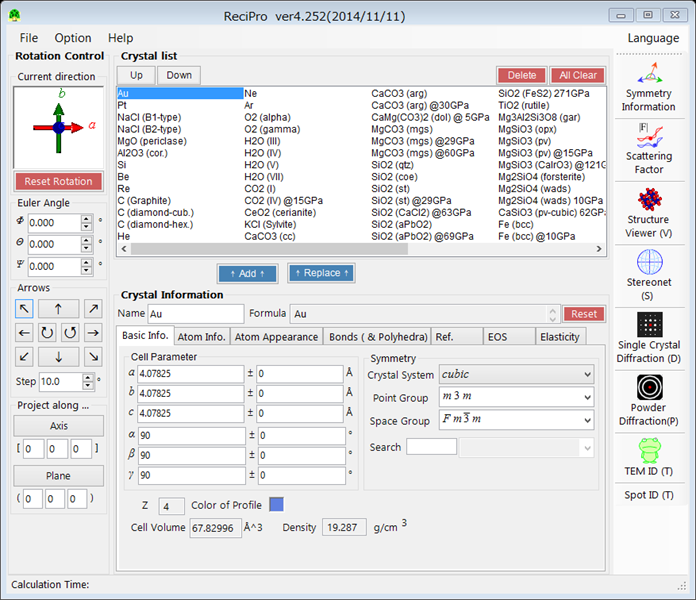 ReciPro ver4.252(2014/11/11)
File Option Help Language
Rotation Control
Current direction
b
a
Reset Rotation
Euler Angle
Φ 0.000 °
Θ 0.000 °
Ψ 0.000 °
Arrows
Step 10.0 °
Project along ...
Axis
[ 0 0 0 ]
Plane
( 0 0 0 )
Crystal list
Up Down Delete All Clear
Au
Pt
NaCl (B1-type)
NaCl (B2-type)
MgO (periclase)
Al2O3 (cor.)
Si
Be
Re
C (Graphite)
C (diamond-cub.)
C (diamond-hex.)
He
Ne
Ar
O2 (alpha)
O2 (gamma)
H2O (III)
H2O (IV)
H2O (V)
H2O (VII)
CO2 (I)
CO2 (IV) @15GPa
CeO2 (cerianite)
KCl (Sylvite)
CaCO3 (cc)
CaCO3 (arg)
CaCO3 (arg) @30GPa
CaMg(CO3)2 (dol) @ 5GPa
MgCO3 (mgs)
MgCO3 (mgs) @29GPa
MgCO3 (mgs) @60GPa
SiO2 (qtz)
SiO2 (coe)
SiO2 (st)
SiO2 (st) @29GPa
SiO2 (CaCl2) @63GPa
SiO2 (aPbO2)
SiO2 (aPbO2) @69GPa
SiO2 (FeS2) 271GPa
TiO2 (rutile)
Mg3Al2Si3O8 (gar)
MgSiO3 (opx)
MgSiO3 (pv)
MgSiO3 (pv) @15GPa
MgSiO3 (CaIrO3) @121G
Mg2SiO4 (forsterite)
Mg2SiO4 (wads)
Mg2SiO4 (wads) 10GPa
CaSiO3 (pv-cubic) 62GPa
Fe (bcc)
Fe (bcc) @10GPa
↑ Add ↑ ↑ Replace ↑
Crystal Information
Name Au Formula Au Reset
Basic Info. Atom Info. Atom Appearance Bonds ( & Polyhedra) Ref. EOS Elasticity
Cell Parameter
a 4.07825 ± 0 Å
b 4.07825 ± 0 Å
c 4.07825 ± 0 Å
α 90 ± 0 °
β 90 ± 0 °
γ 90 ± 0 °
Symmetry
Crystal System cubic
Point Group m 3 m
Space Group F m 3̅ m
Search
Z 4 Color of Profile
Cell Volume 67.82996 Å^3 Density 19.287 g/cm 3
Symmetry
Information
|F|
Scattering
Factor
Structure
Viewer (V)
Stereonet
(S)
Single Crystal
Diffraction (D)
Powder
Diffraction(P)
TEM ID (T)
Spot ID (T)
Calculation Time: